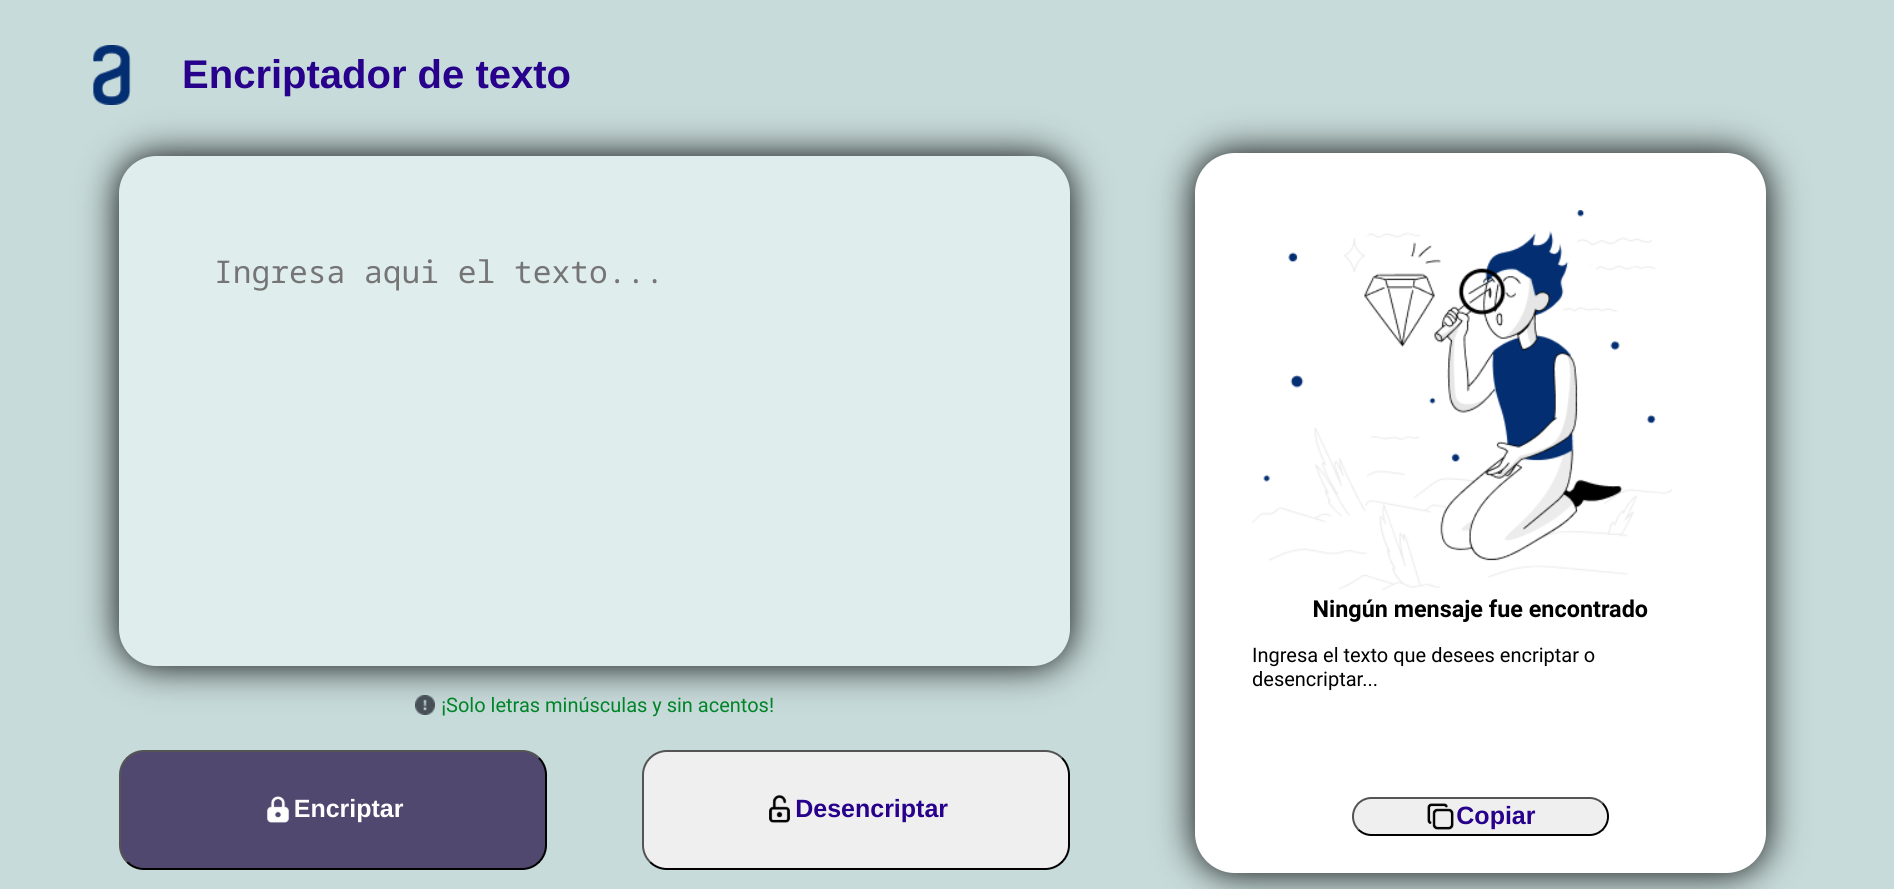 a
Encriptador de texto
Ingresa aqui el texto...
¡Solo letras minúsculas y sin acentos!
Encriptar
Desencriptar
Ningún mensaje fue encontrado
Ingresa el texto que desees encriptar o
desencriptar...
Copiar